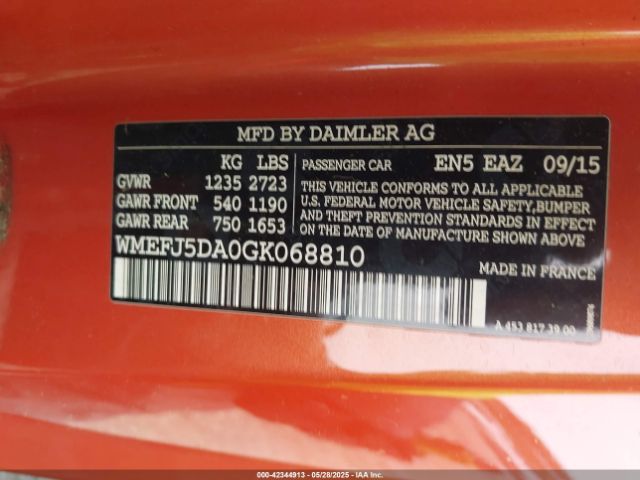 MFD BY DAIMLER AG
KG LBS
GVWR 1235 2723
GAWR FRONT 540 1190
GAWR REAR 750 1653
PASSENGER CAR EN5 EAZ 09/15
THIS VEHICLE CONFORMS TO ALL APPLICABLE
U.S. FEDERAL MOTOR VEHICLE SAFETY, BUMPER
AND THEFT PREVENTION STANDARDS IN EFFECT
ON THE DATE OF MANUFACTURE SHOWN ABOVE.
WMEFJ5DA0GK068810
MADE IN FRANCE
A 453 817 39 00
000-42344913 - 05/28/2025 - IAAI Inc.